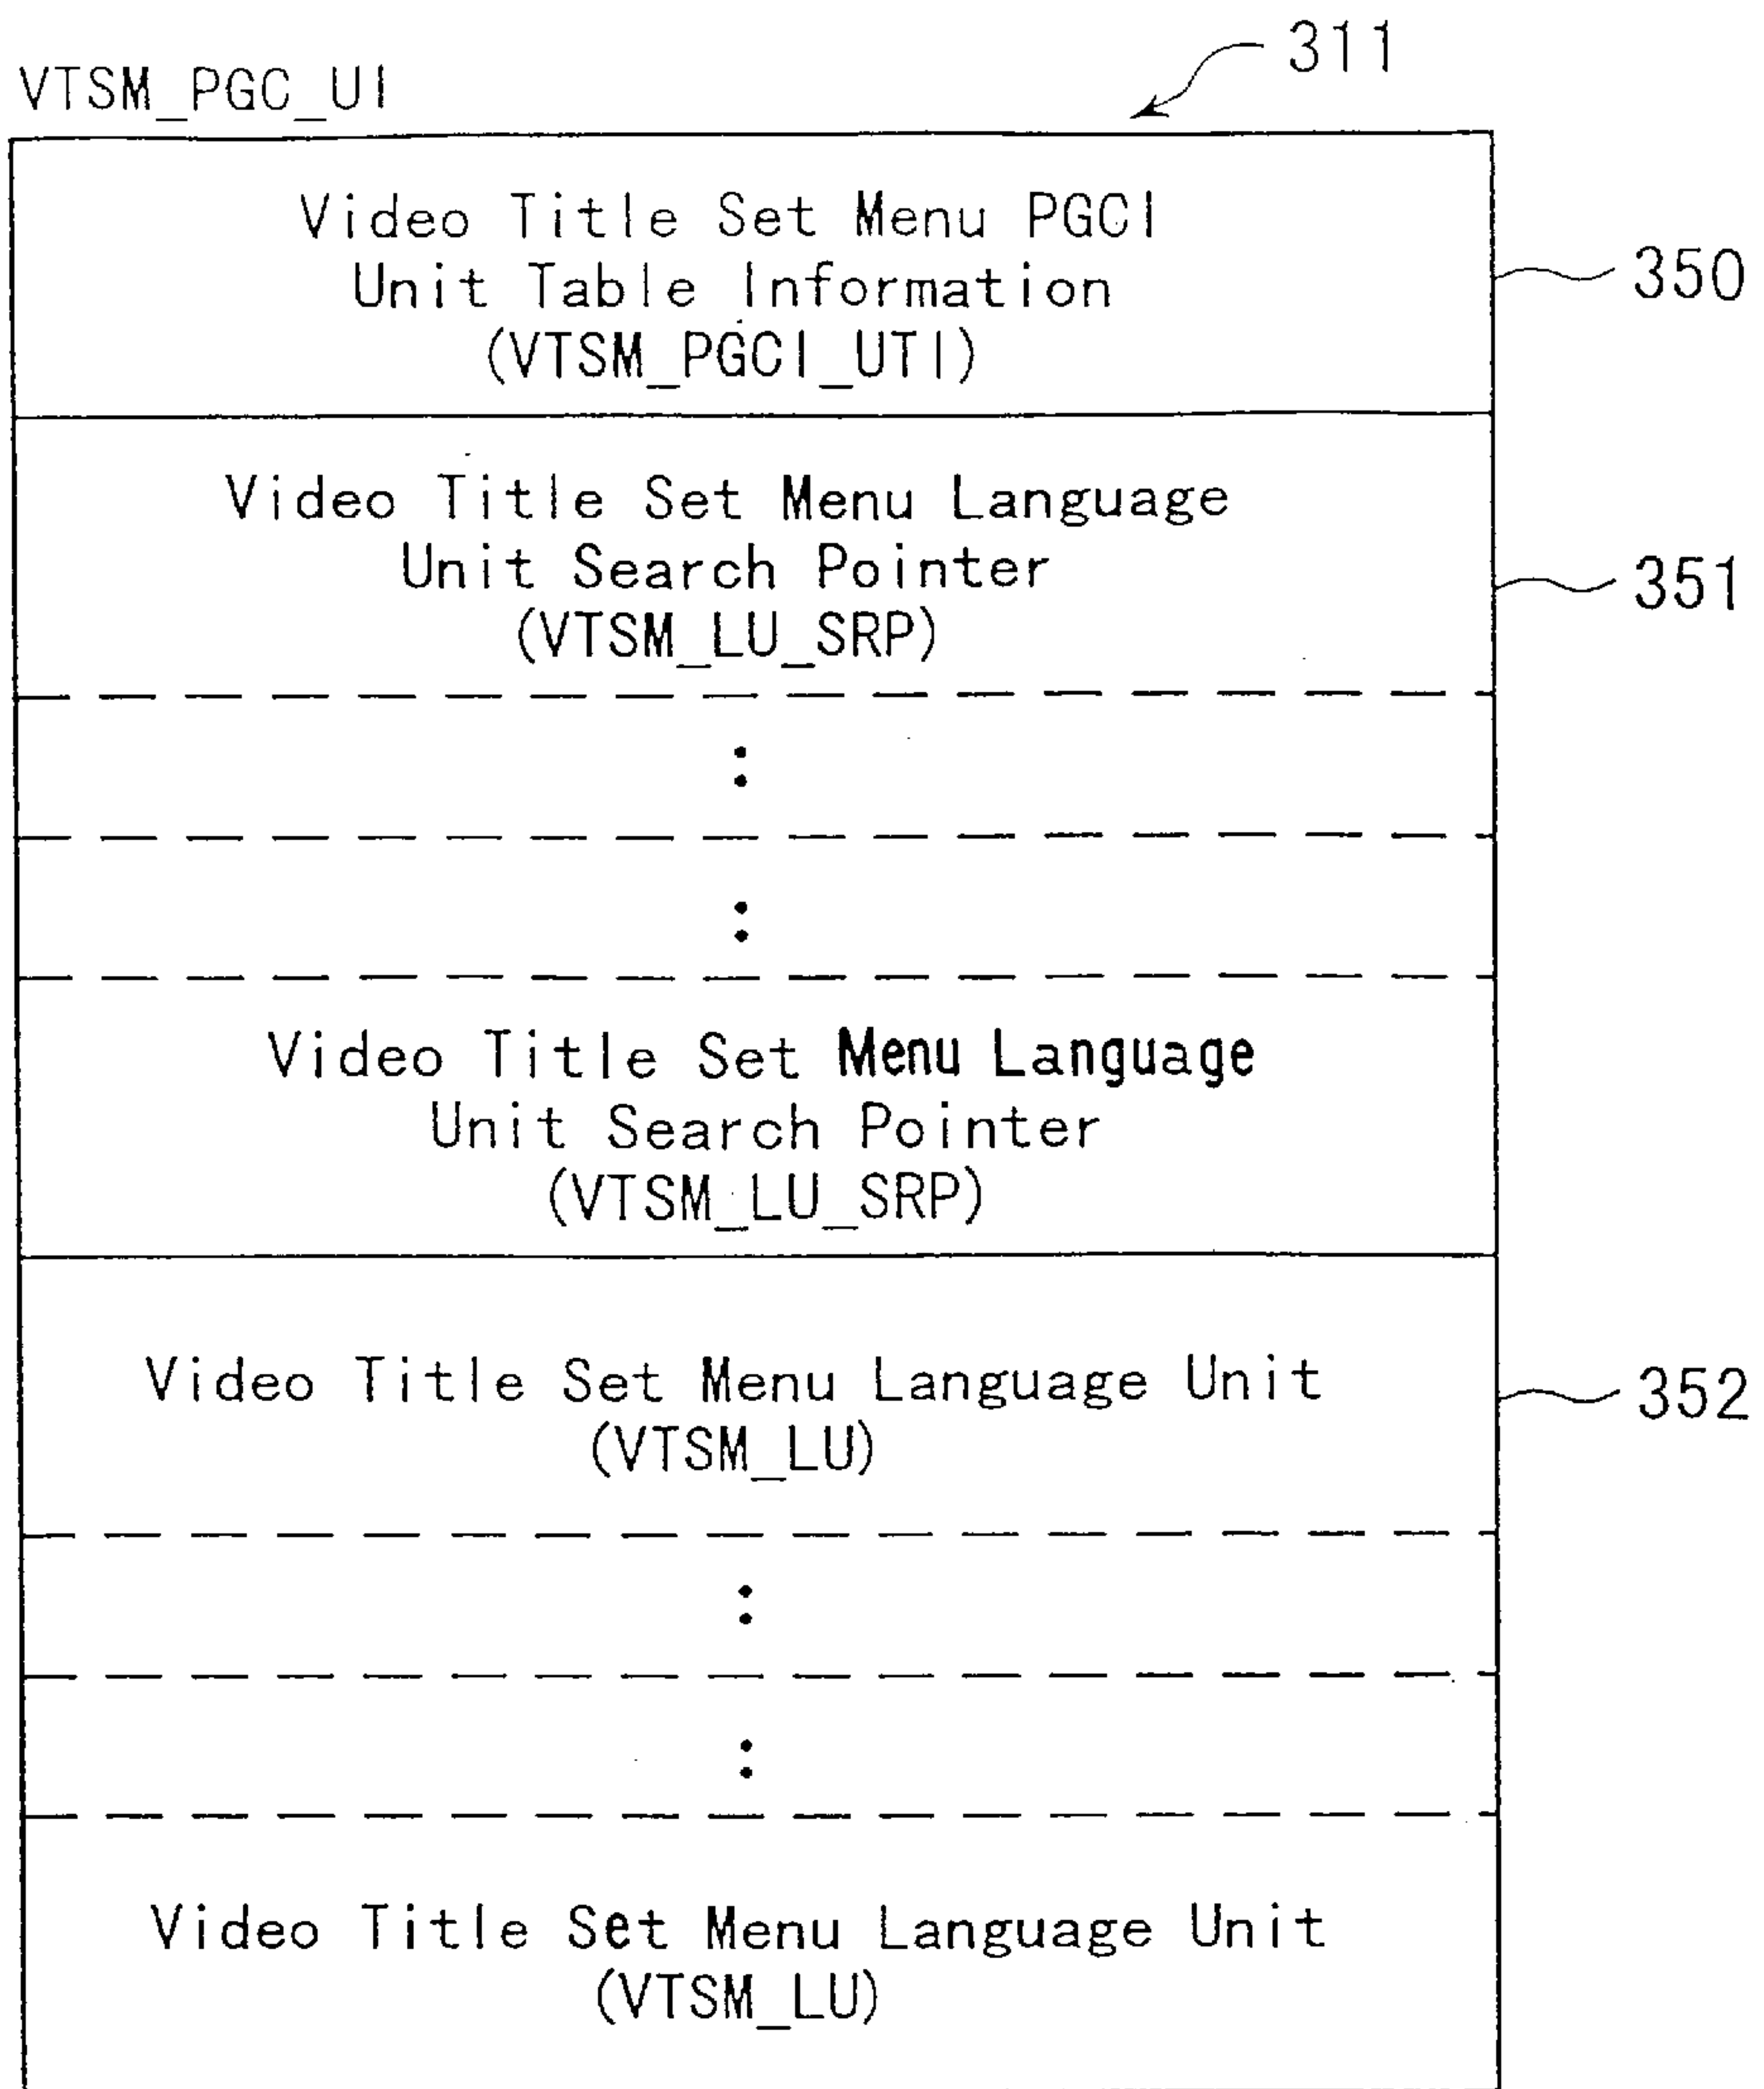 311
VTSM_PGC_UI
Video Title Set Menu PGCI
Unit Table Information
(VTSM_PGCI_UTI)
350
Video Title Set Menu Language
Unit Search Pointer
(VTSM_LU_SRP)
351
:
:
Video Title Set Menu Language
Unit Search Pointer
(VTSM_LU_SRP)
Video Title Set Menu Language Unit
(VTSM_LU)
352
:
:
Video Title Set Menu Language Unit
(VTSM_LU)